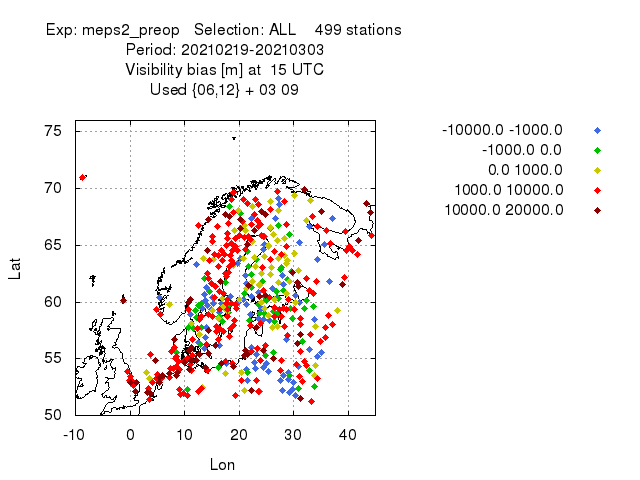 Exp: meps2_preop   Selection: ALL    499 stations
Period: 20210219-20210303
Visibility bias [m] at  15 UTC
Used {06,12} + 03 09
-10000.0 -1000.0
-1000.0 0.0
0.0 1000.0
1000.0 10000.0
10000.0 20000.0
75
70
65
60
55
50
Lat
-10 0 10 20 30 40
Lon